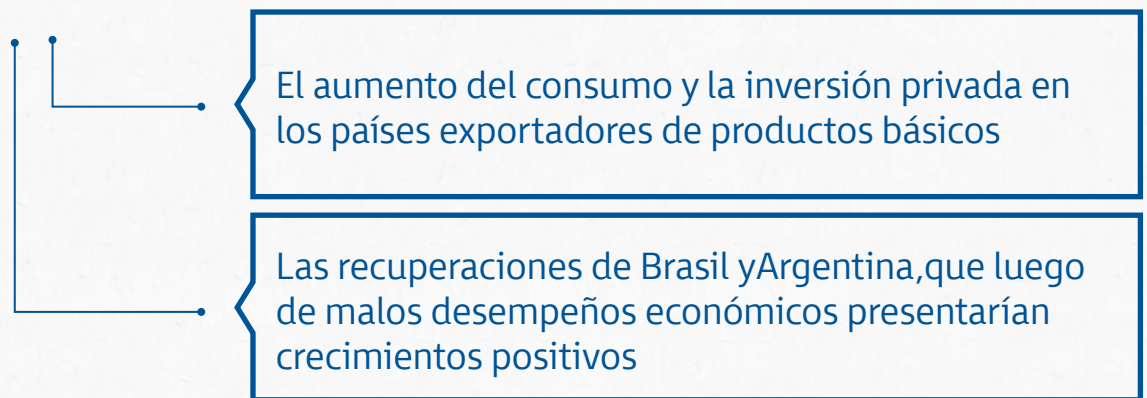 El aumento del consumo y la inversión privada en
los países exportadores de productos básicos
Las recuperaciones de Brasil yArgentina,que luego
de malos desempeños económicos presentarían
crecimientos positivos